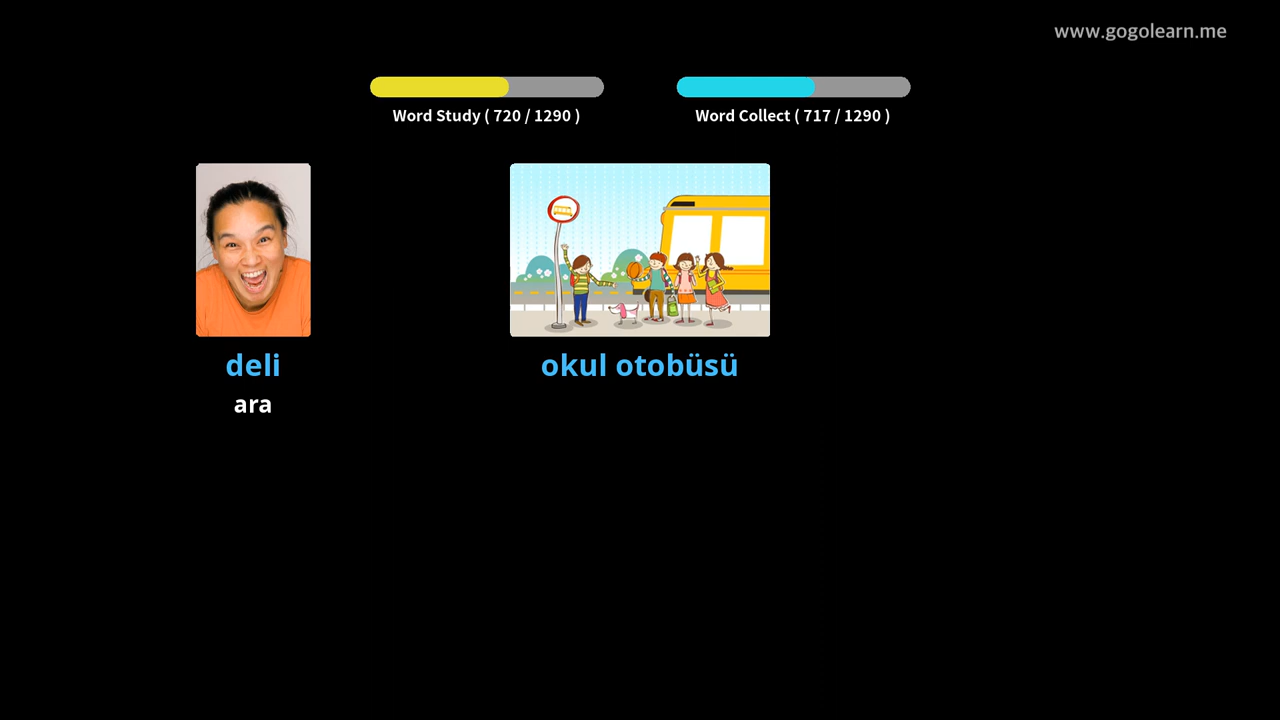 www.gogolearn.me
Word Study ( 720 / 1290 )
Word Collect ( 717 / 1290 )
deli
ara
okul otobüsü